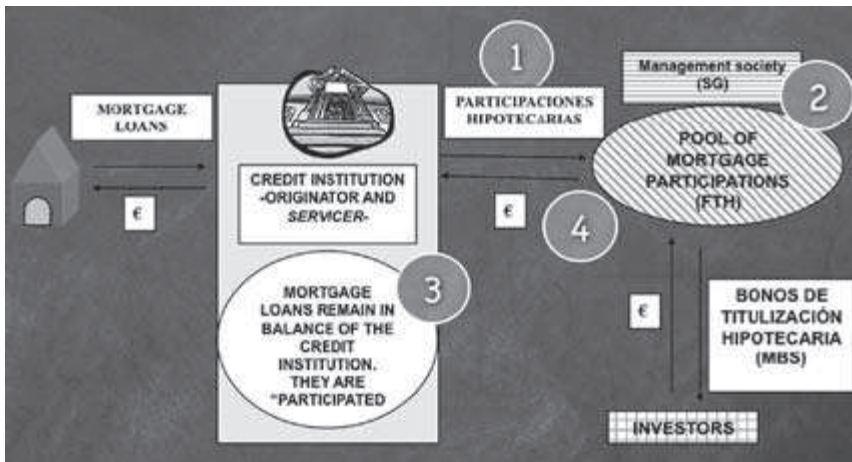 MORTGAGE
LOANS
€
CREDIT INSTITUTION
-ORIGINATOR AND
SERVICER-
MORTGAGE
LOANS REMAIN IN
BALANCE OF THE
CREDIT
INSTITUTION.
THEY ARE
"PARTICIPATED
3
1
PARTICIPACIONES
HIPOTECARIAS
€
4
Management society
(SG)
2
POOL OF
MORTGAGE
PARTICIPATIONS
(FTH)
€
BONOS DE
TITULIZACIÓN
HIPOTECARIA
(MBS)
INVESTORS